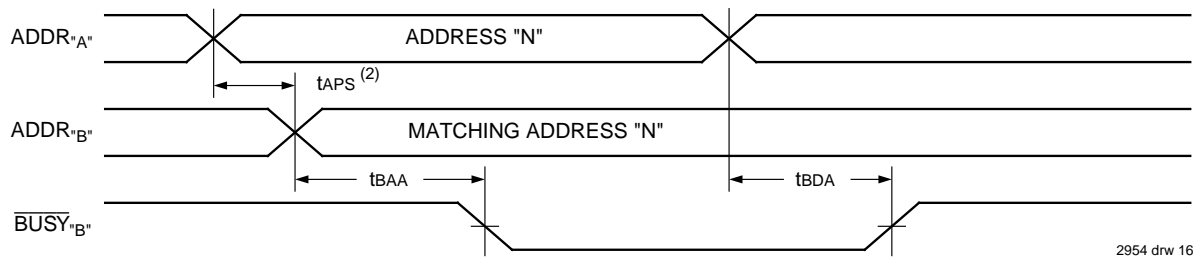 ADDR"A"
ADDRESS "N"
tAPS (2)
ADDR"B"
MATCHING ADDRESS "N"
tBAA
tBDA
BUSY"B"
2954 drw 16